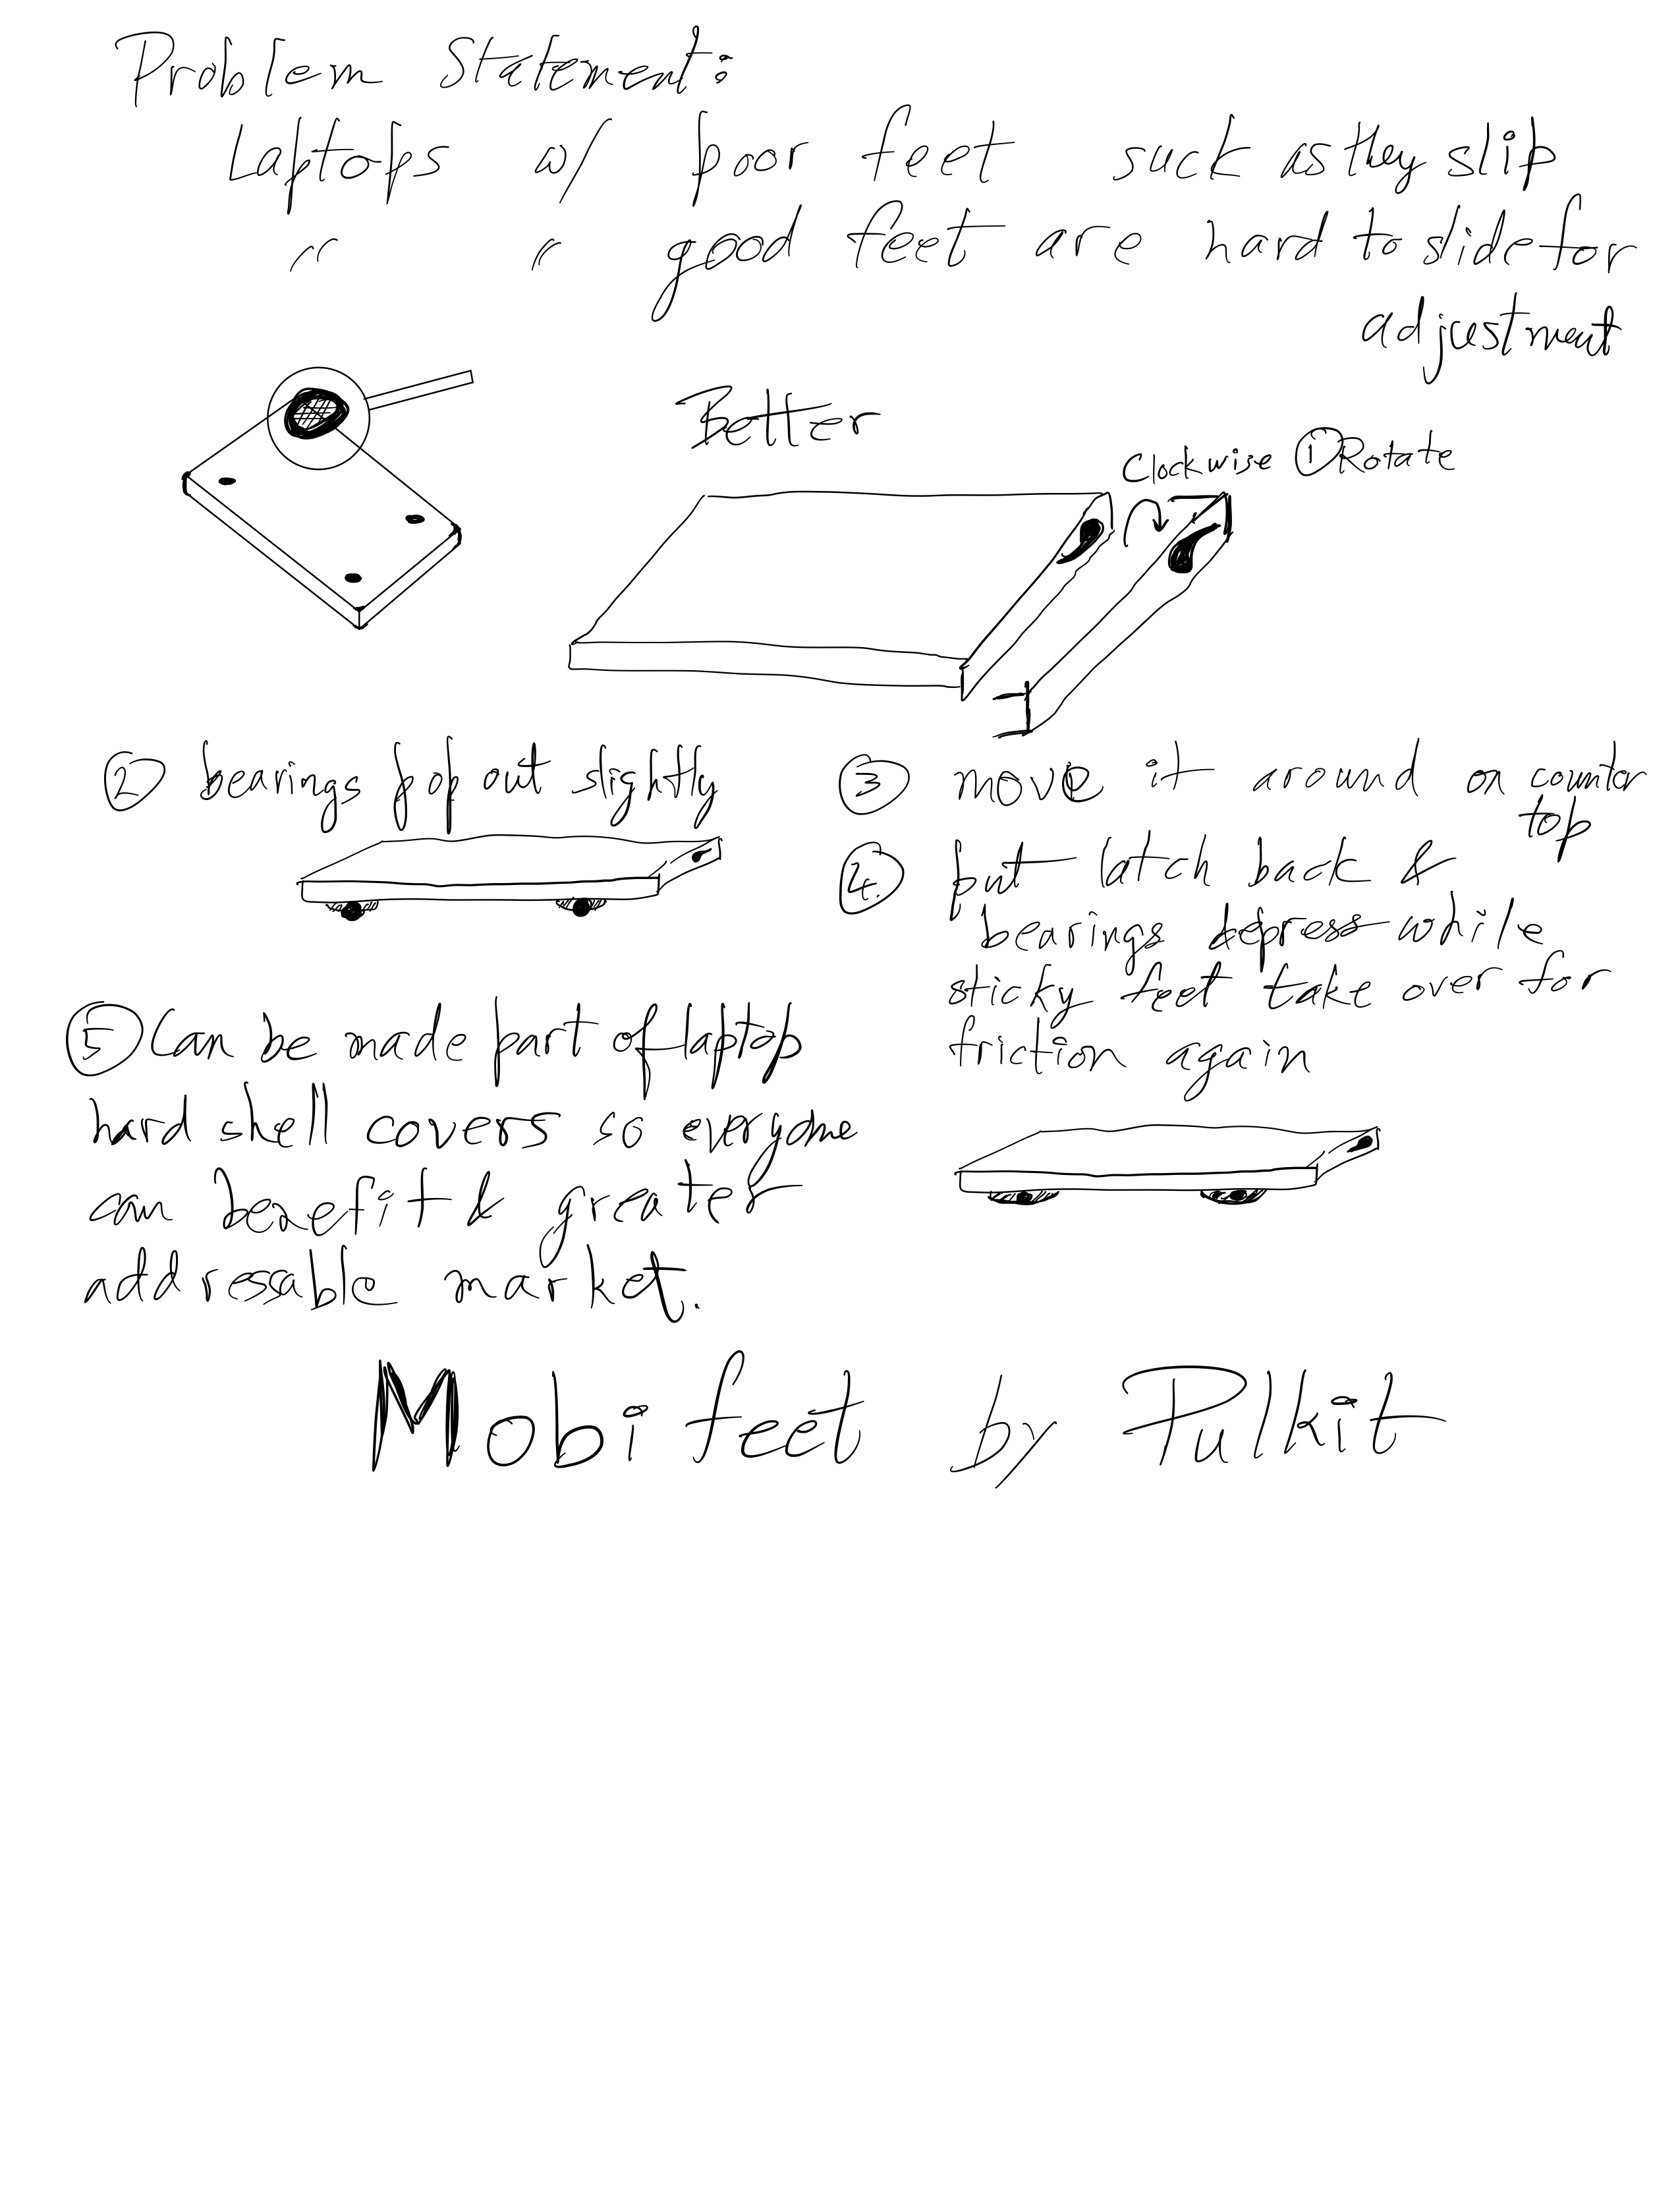 Problem Statement:
Laptops w/ poor feet suck as they slip
" " good feet are hard to slide for
adjustment
Better
Clockwise ① Rotate
② bearings pop out slightly
③ move it around on counter
top
④ put latch back &
bearings depress while
sticky feet take over for
friction again
⑤ Can be made part of laptop
hard shell covers so everyone
can benefit & greater
addressable market.
Mobifeet by Pulkit